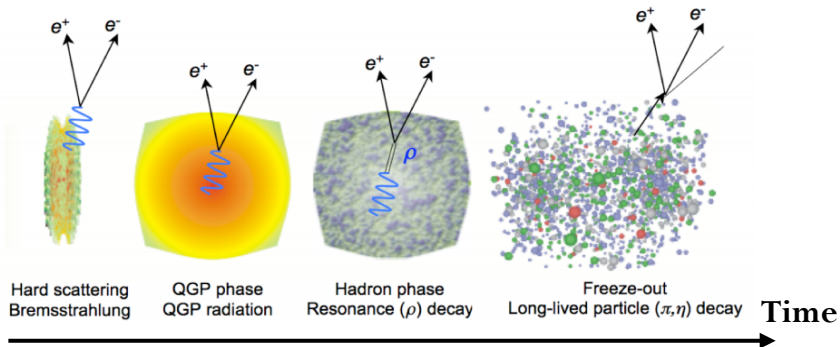 e⁺ e⁻
e⁺ e⁻
e⁺ e⁻
ρ
e⁺ e⁻
Hard scattering
Bremsstrahlung
QGP phase
QGP radiation
Hadron phase
Resonance (ρ) decay
Freeze-out
Long-lived particle (π,η) decay
Time